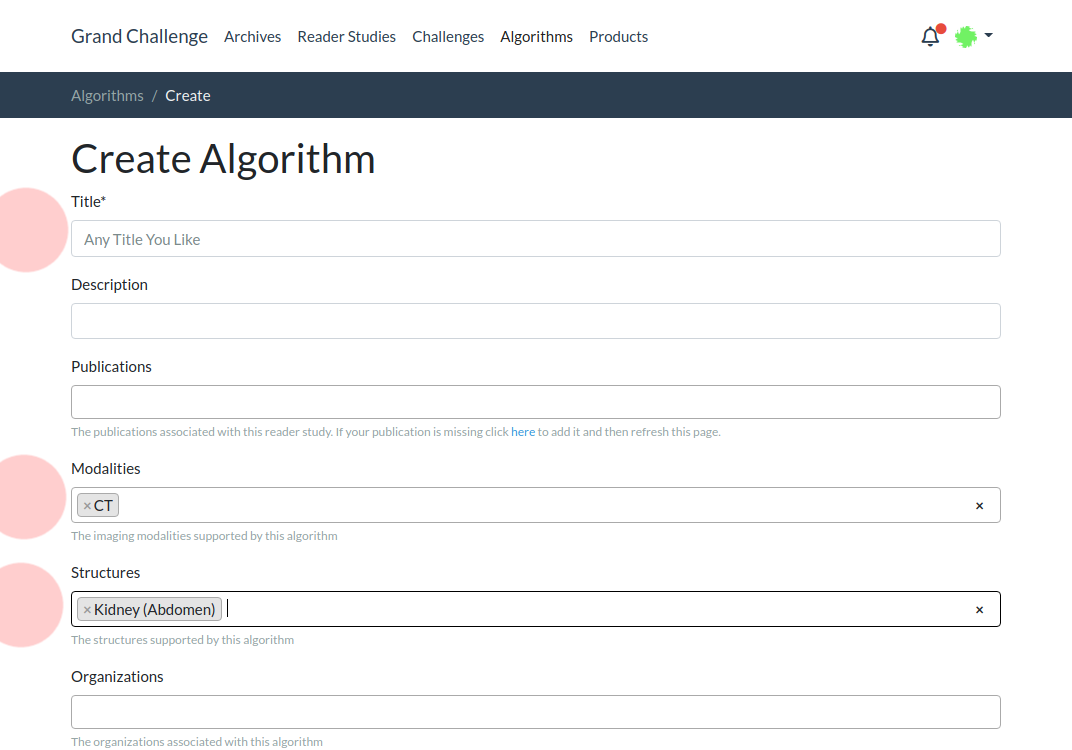 Grand Challenge Archives Reader Studies Challenges Algorithms Products
Algorithms / Create
Create Algorithm
Title*
Any Title You Like
Description
Publications
The publications associated with this reader study. If your publication is missing click here to add it and then refresh this page.
Modalities
×CT ×
The imaging modalities supported by this algorithm
Structures
×Kidney (Abdomen) ×
The structures supported by this algorithm
Organizations
The organizations associated with this algorithm